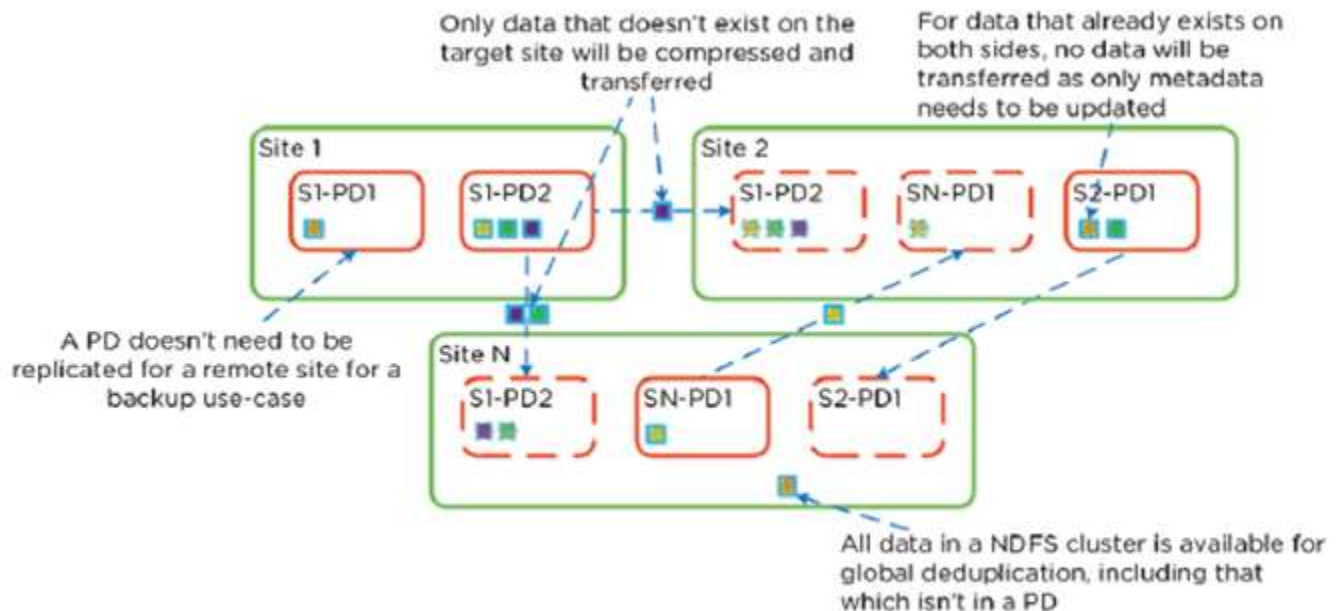 Only data that doesn't exist on the
target site will be compressed and
transferred
For data that already exists on
both sides, no data will be
transferred as only metadata
needs to be updated
Site 1
S1-PD1
S1-PD2
Site 2
S1-PD2
SN-PD1
S2-PD1
A PD doesn't need to be
replicated for a remote site for a
backup use-case
Site N
S1-PD2
SN-PD1
S2-PD1
All data in a NDFS cluster is available for
global deduplication, including that
which isn't in a PD